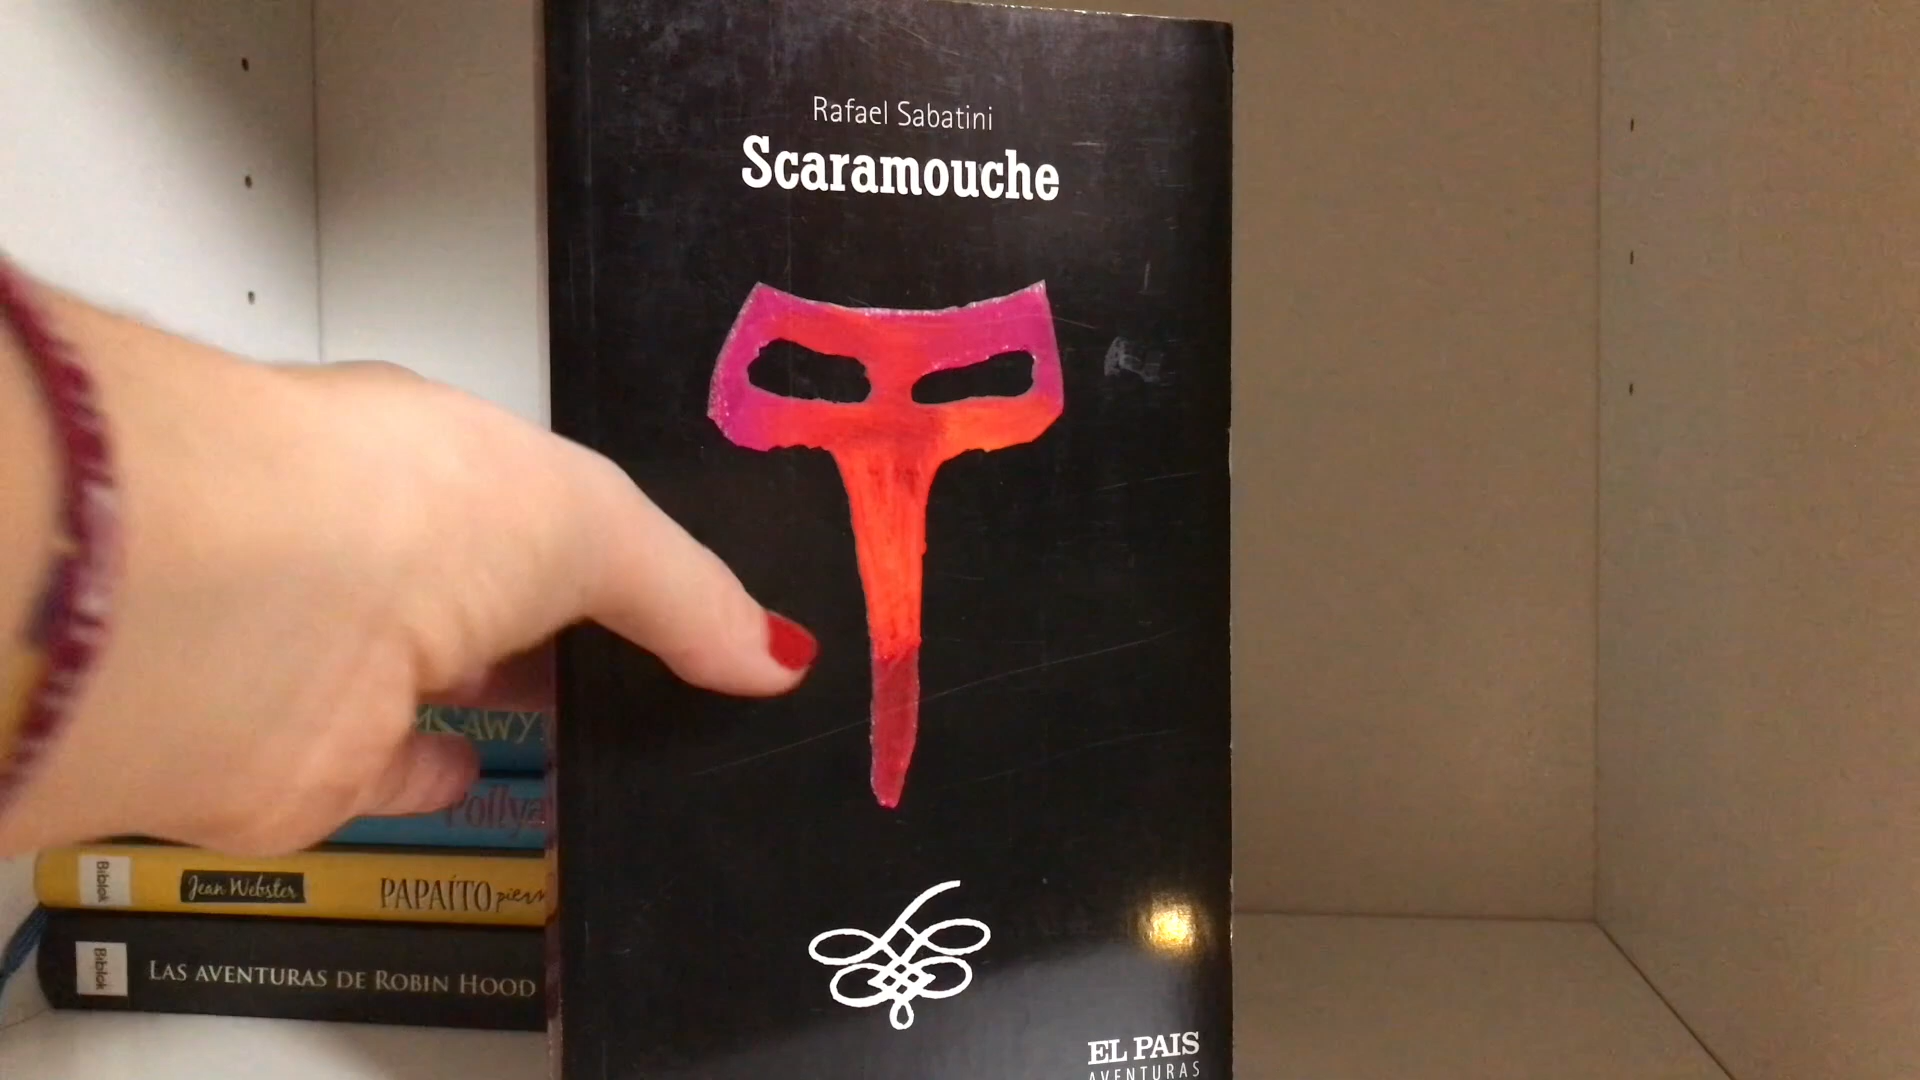 Rafael Sabatini
Scaramouche
EL PAIS
AVENTURAS
Biblok
Jean Webster
PAPAÍTO
Biblok
LAS AVENTURAS DE ROBIN HOOD